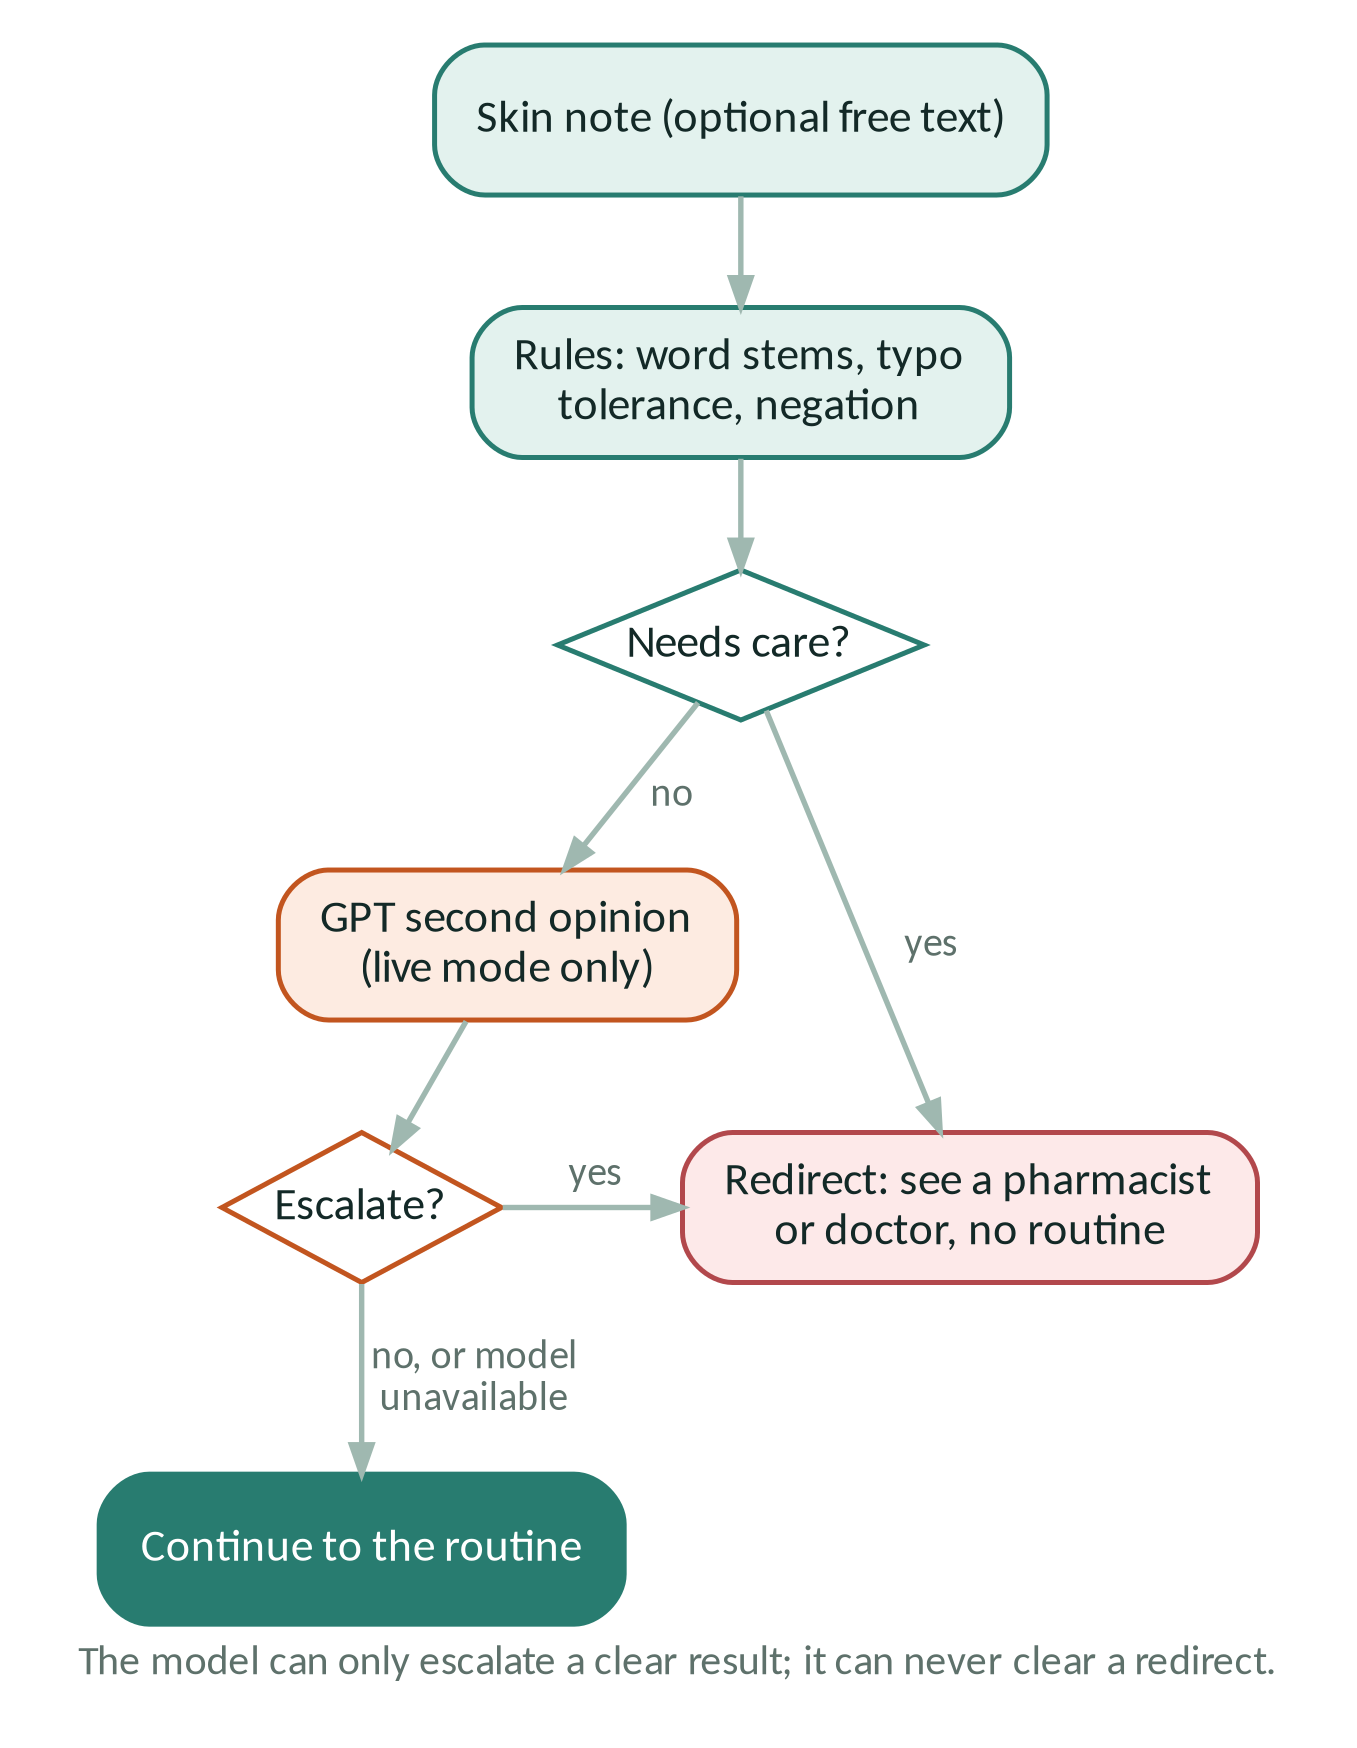 Skin note (optional free text)
Rules: word stems, typo
tolerance, negation
Needs care?
no
yes
GPT second opinion
(live mode only)
Escalate?
yes
Redirect: see a pharmacist
or doctor, no routine
no, or model
unavailable
Continue to the routine
The model can only escalate a clear result; it can never clear a redirect.